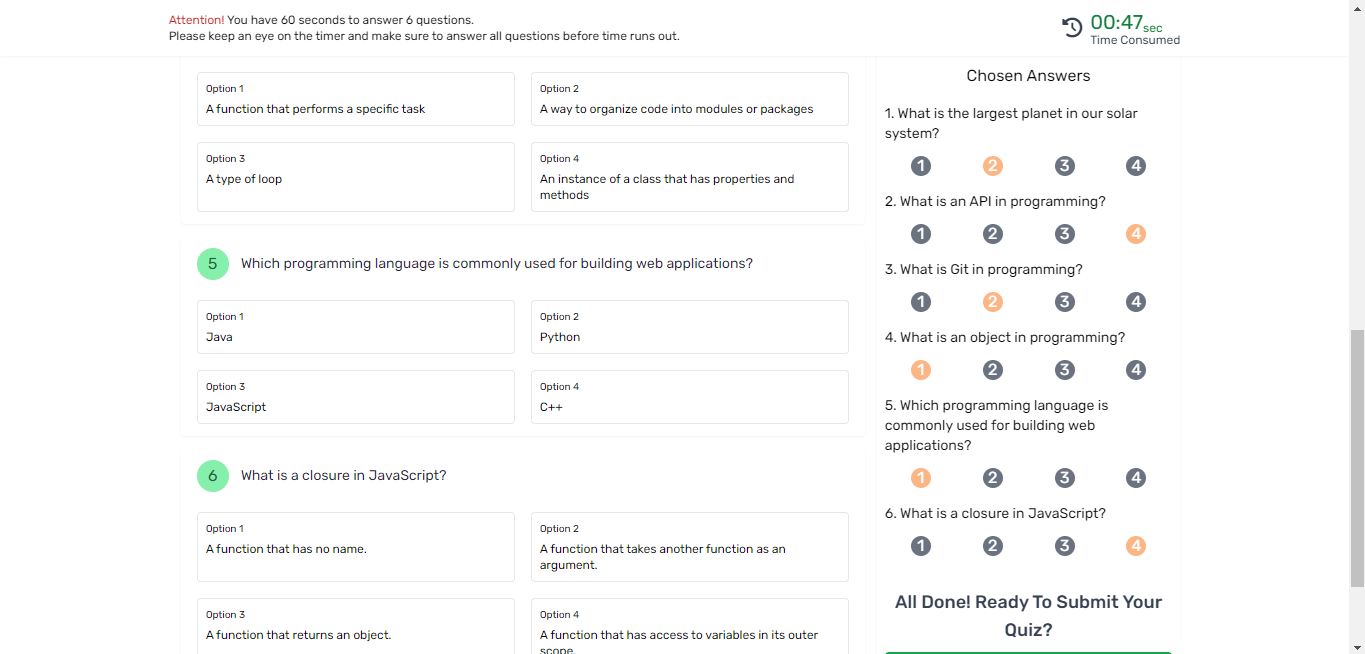 Attention! You have 60 seconds to answer 6 questions.
Please keep an eye on the timer and make sure to answer all questions before time runs out.
00:47sec
Time Consumed
Option 1
A function that performs a specific task
Option 2
A way to organize code into modules or packages
Option 3
A type of loop
Option 4
An instance of a class that has properties and
methods
5 Which programming language is commonly used for building web applications?
Option 1
Java
Option 2
Python
Option 3
JavaScript
Option 4
C++
6 What is a closure in JavaScript?
Option 1
A function that has no name.
Option 2
A function that takes another function as an
argument.
Option 3
A function that returns an object.
Option 4
A function that has access to variables in its outer
scope.
Chosen Answers
1. What is the largest planet in our solar
system?
1 2 3 4
2. What is an API in programming?
1 2 3 4
3. What is Git in programming?
1 2 3 4
4. What is an object in programming?
1 2 3 4
5. Which programming language is
commonly used for building web
applications?
1 2 3 4
6. What is a closure in JavaScript?
1 2 3 4
All Done! Ready To Submit Your
Quiz?